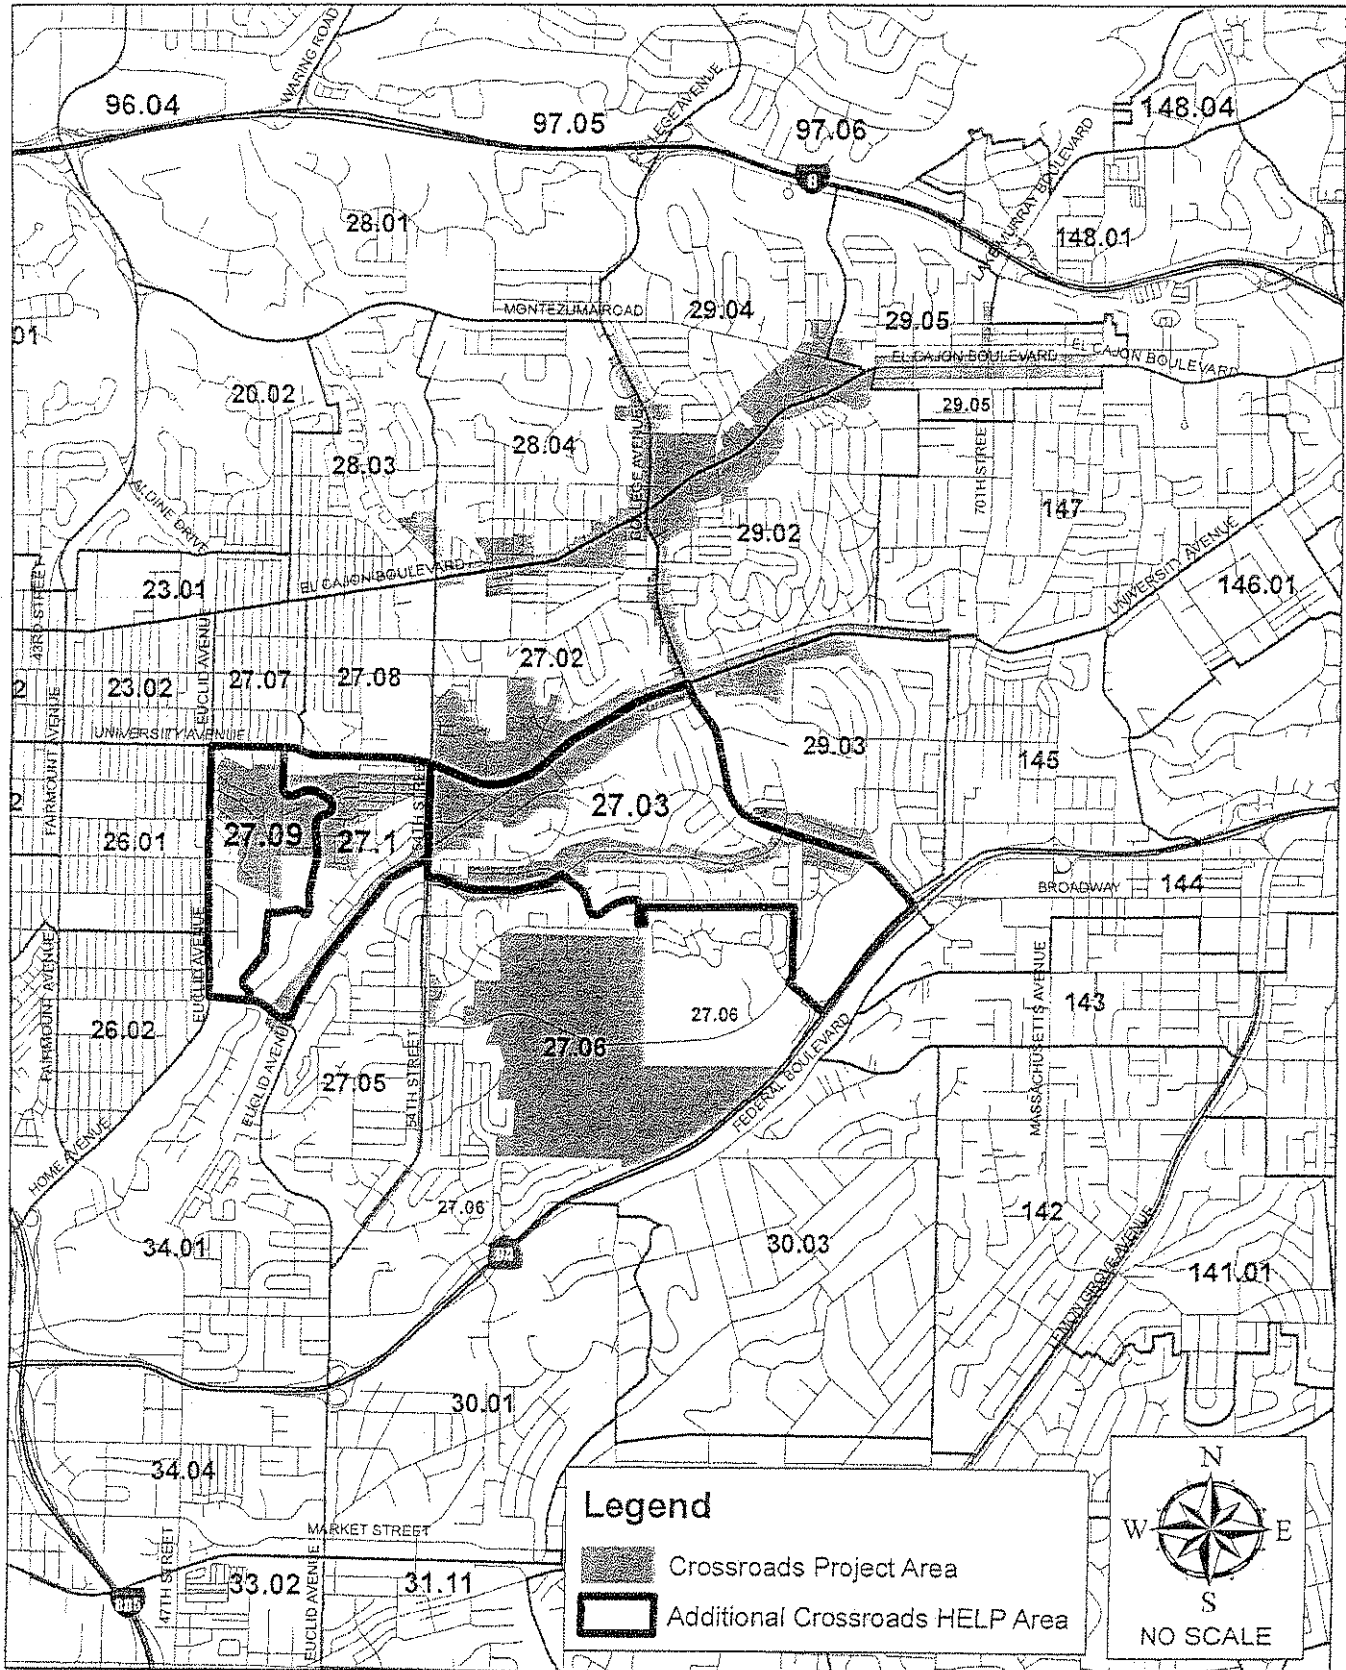 WARING ROAD
96.04
97.05
COLLEGE AVENUE
97.06
148.04
8
LAKE MURRAY BOULEVARD
28.01
148.01
MONTEZUMA ROAD
29.04
29.05
01
EL CAJON BOULEVARD
EL CAJON BOULEVARD
20.02
29.05
28.03
28.04
COLLEGE AVENUE
70TH STREET
ALDINE DRIVE
29.02
147
UNIVERSITY AVENUE
43RD STREET
23.01
EL CAJON BOULEVARD
146.01
EUCLID AVENUE
27.02
2
23.02
27.07
27.08
FAIRMOUNT AVENUE
UNIVERSITY AVENUE
29.03
145
54TH STREET
27.03
2
26.01
27.09
27.1
BROADWAY
144
EUCLID AVENUE
FAIRMOUNT AVENUE
MASSACHUSETTS AVENUE
143
26.02
27.06
27.06
EUCLID AVENUE
27.05
54TH STREET
FEDERAL BOULEVARD
HOME AVENUE
27.06
142
34.01
30.03
LEMON GROVE AVENUE
141.01
30.01
34.04
MARKET STREET
47TH STREET
33.02
EUCLID AVENUE
31.11
805
Legend
Crossroads Project Area
Additional Crossroads HELP Area
N
W
E
S
NO SCALE